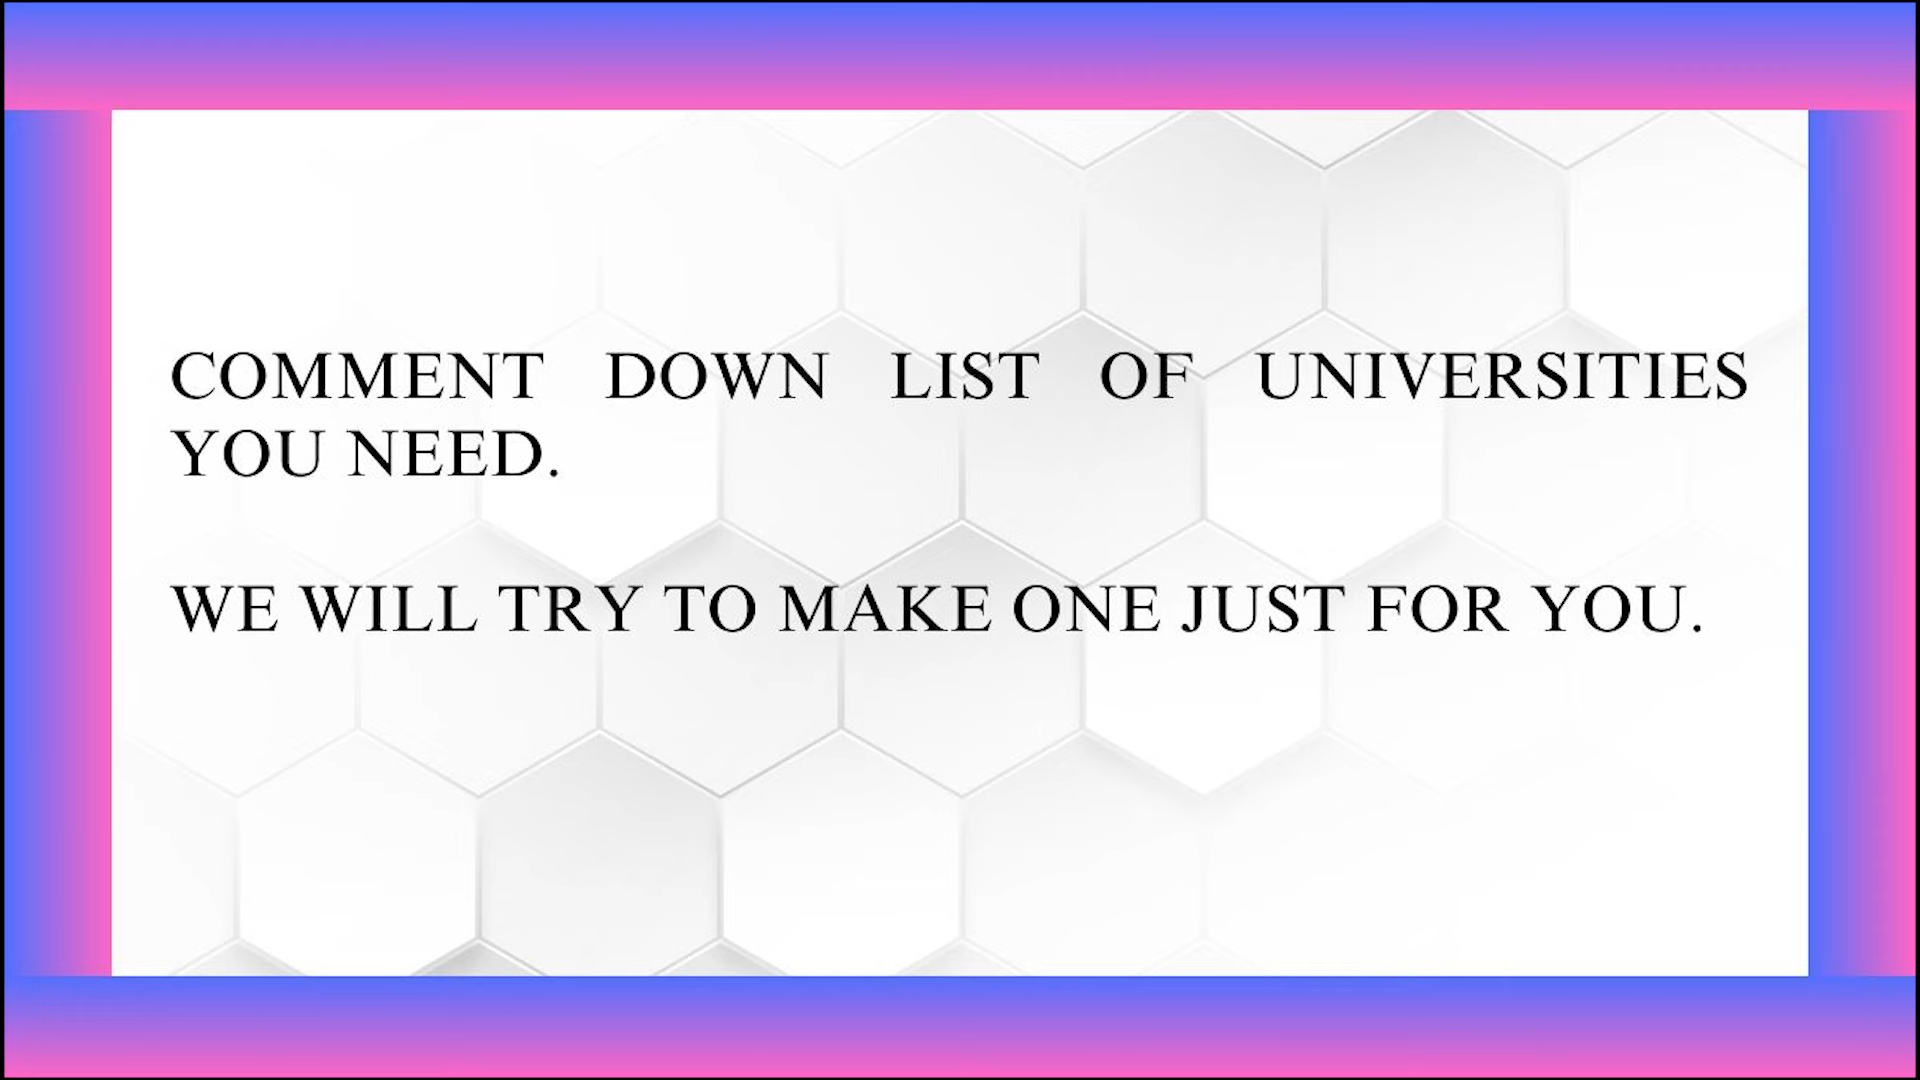 COMMENT DOWN LIST OF UNIVERSITIES
YOU NEED.
WE WILL TRY TO MAKE ONE JUST FOR YOU.